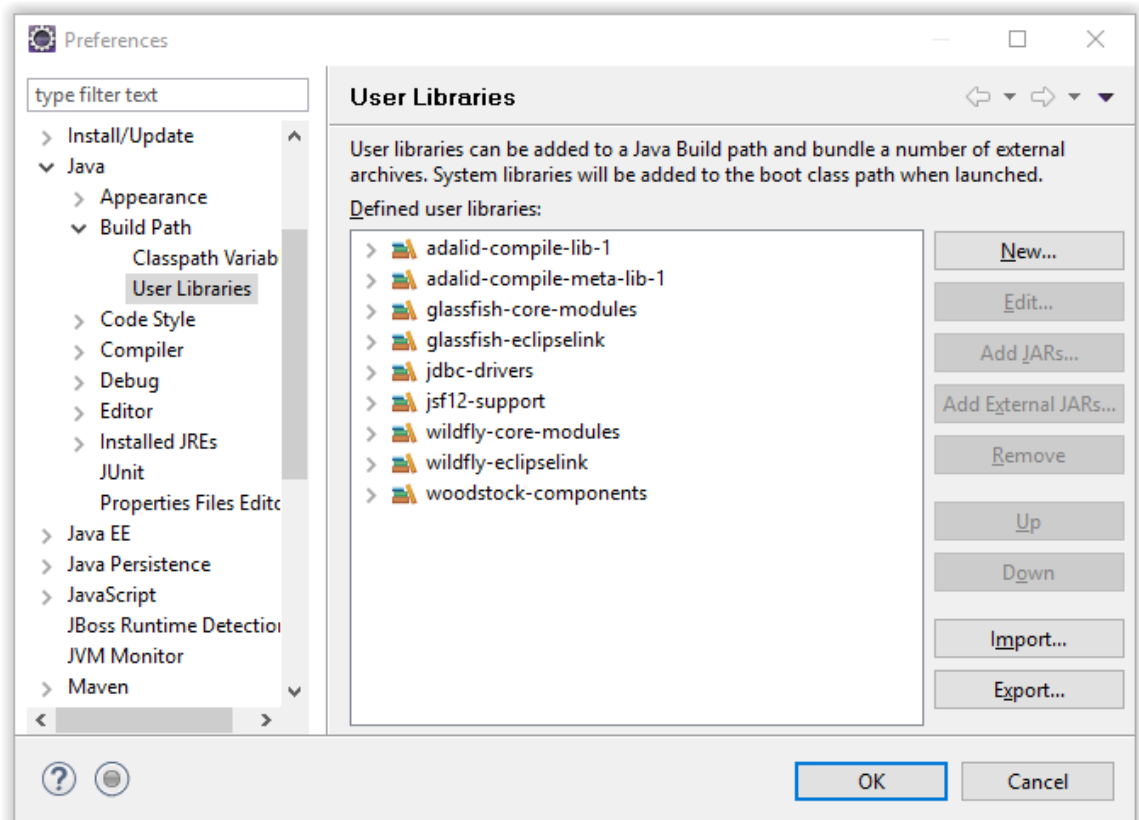 Preferences
type filter text
Install/Update
Java
Appearance
Build Path
Classpath Variab
User Libraries
Code Style
Compiler
Debug
Editor
Installed JREs
JUnit
Properties Files Edito
Java EE
Java Persistence
JavaScript
JBoss Runtime Detection
JVM Monitor
Maven
User Libraries
User libraries can be added to a Java Build path and bundle a number of external
archives. System libraries will be added to the boot class path when launched.
Defined user libraries:
adalid-compile-lib-1
adalid-compile-meta-lib-1
glassfish-core-modules
glassfish-eclipselink
jdbc-drivers
jsf12-support
wildfly-core-modules
wildfly-eclipselink
woodstock-components
New...
Edit...
Add JARs...
Add External JARs...
Remove
Up
Down
Import...
Export...
OK
Cancel